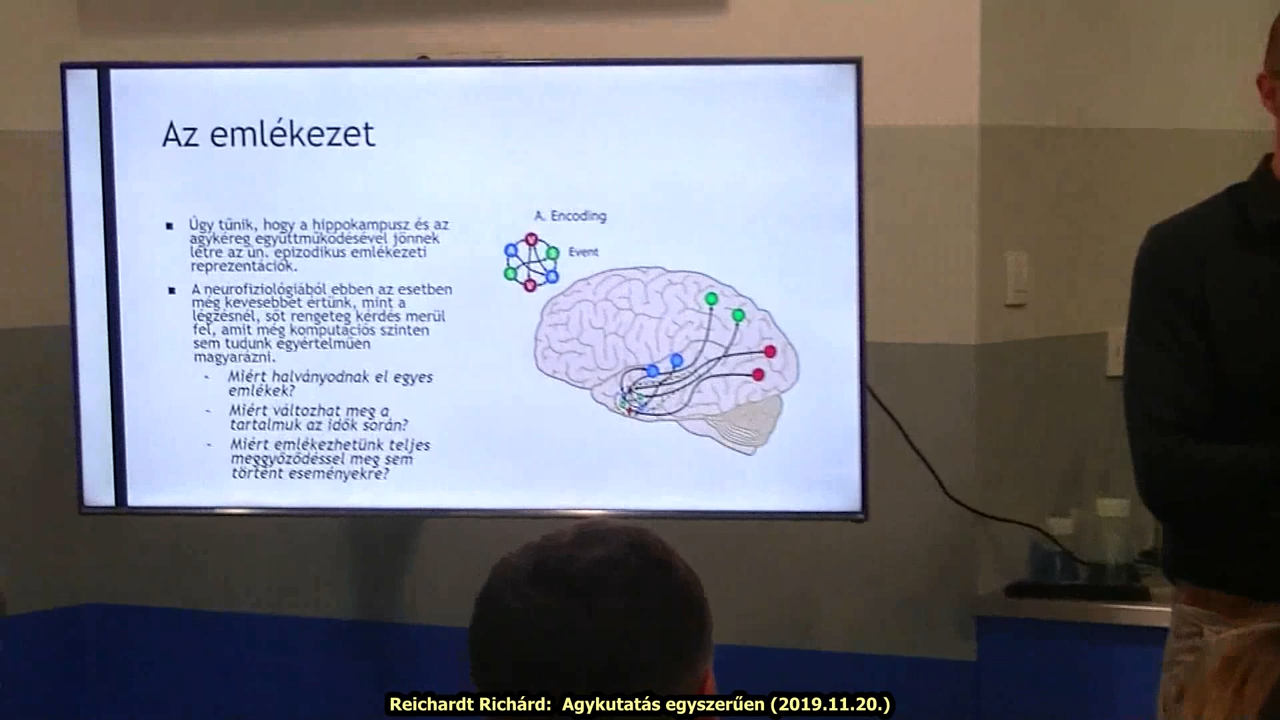 Az emlékezet
Úgy tűnik, hogy a hippokampusz és az
agykéreg együttműködésével jönnek
létre az ún. epizodikus emlékezeti
reprezentációk.
A neurofiziológiából ebben az esetben
még kevesebbet értünk, mint a
légzésnél, sőt rengeteg kérdés merül
fel, amit még komputációs szinten
sem tudunk egyértelműen
magyarázni.
- Miért halványodnak el egyes
emlékek?
- Miért változhat meg a
tartalmuk az idők során?
- Miért emlékezhetünk teljes
meggyőződéssel meg sem
történt eseményekre?
A. Encoding
Event
Reichardt Richárd: Agykutatás egyszerűen (2019.11.20.)